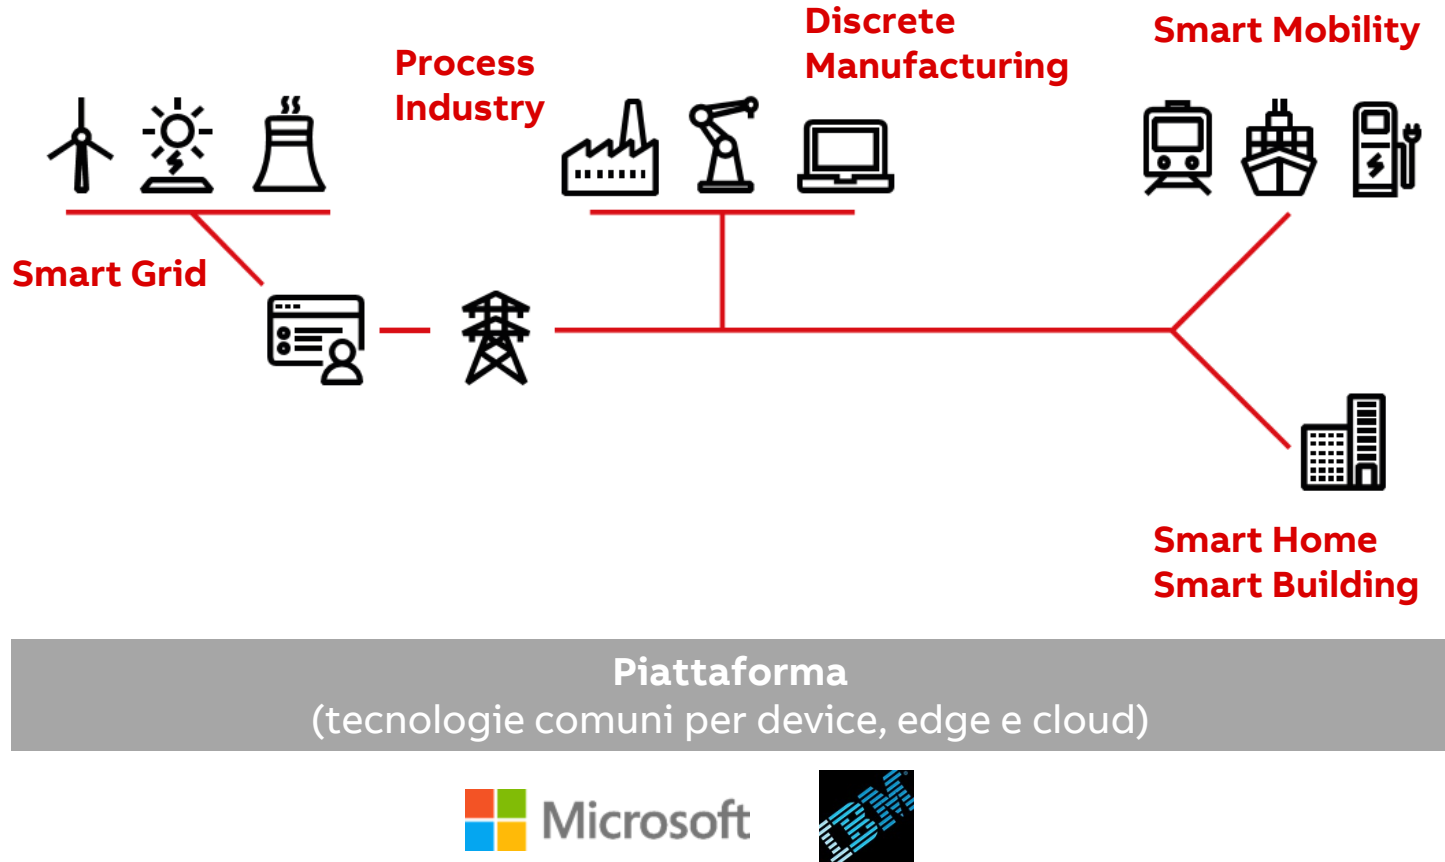 Process
Industry
Discrete
Manufacturing
Smart Mobility
Smart Grid
Smart Home
Smart Building
Piattaforma
(tecnologie comuni per device, edge e cloud)
Microsoft
IBM